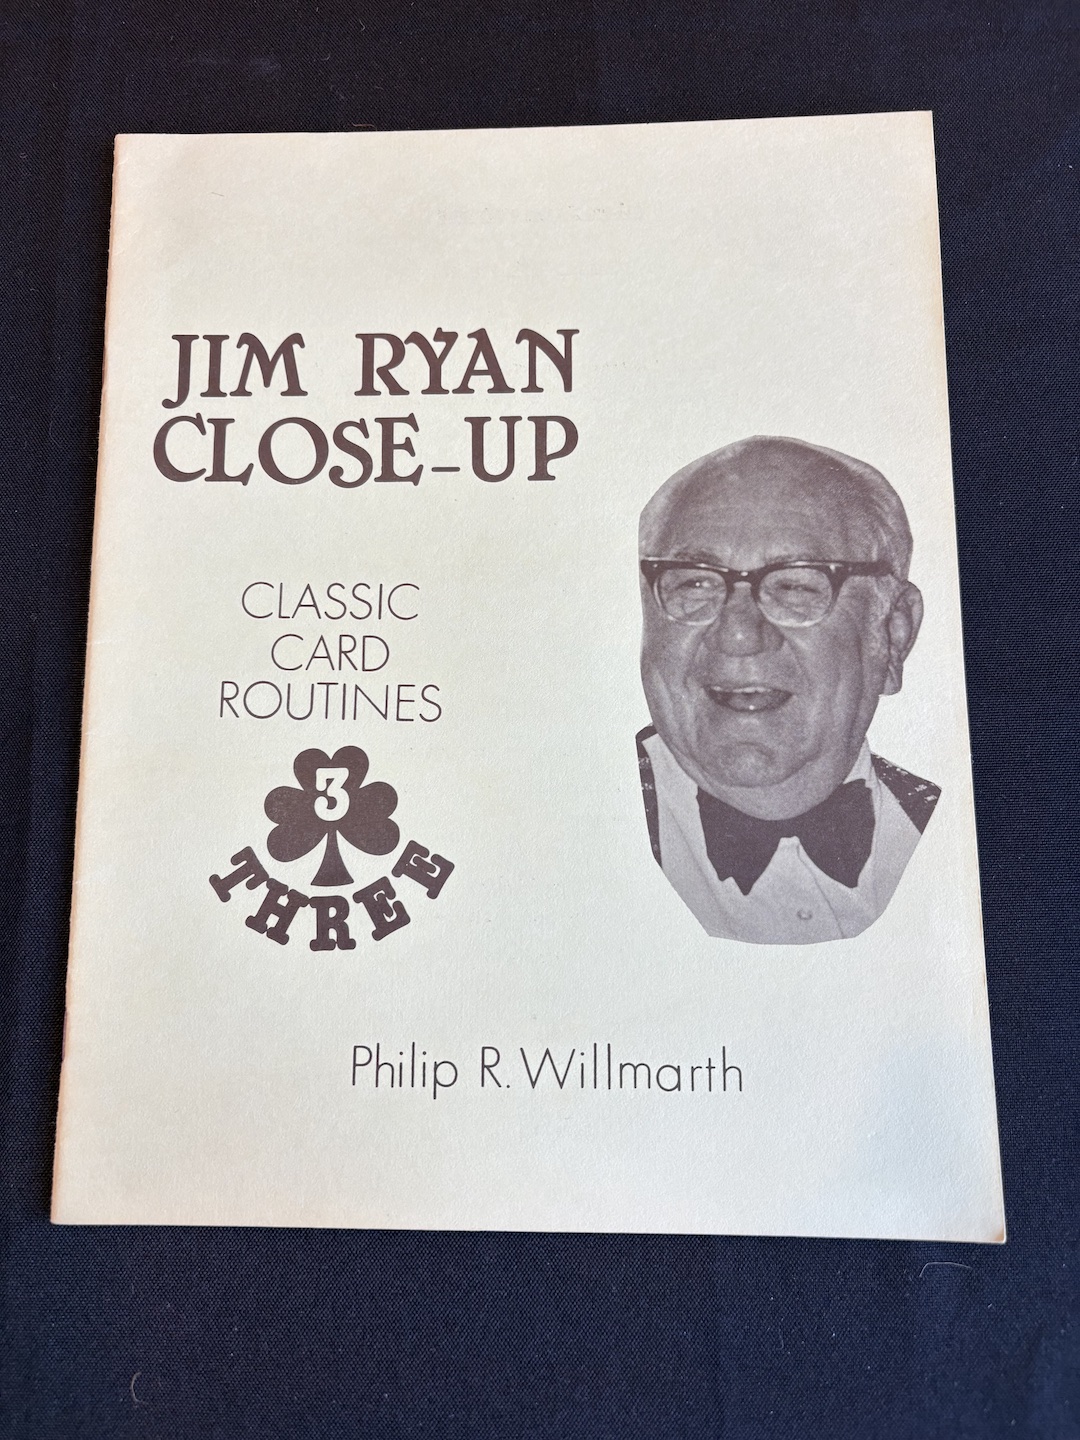 JIM RYAN
CLOSE-UP
CLASSIC
CARD
ROUTINES
3
THREE
Philip R. Willmarth